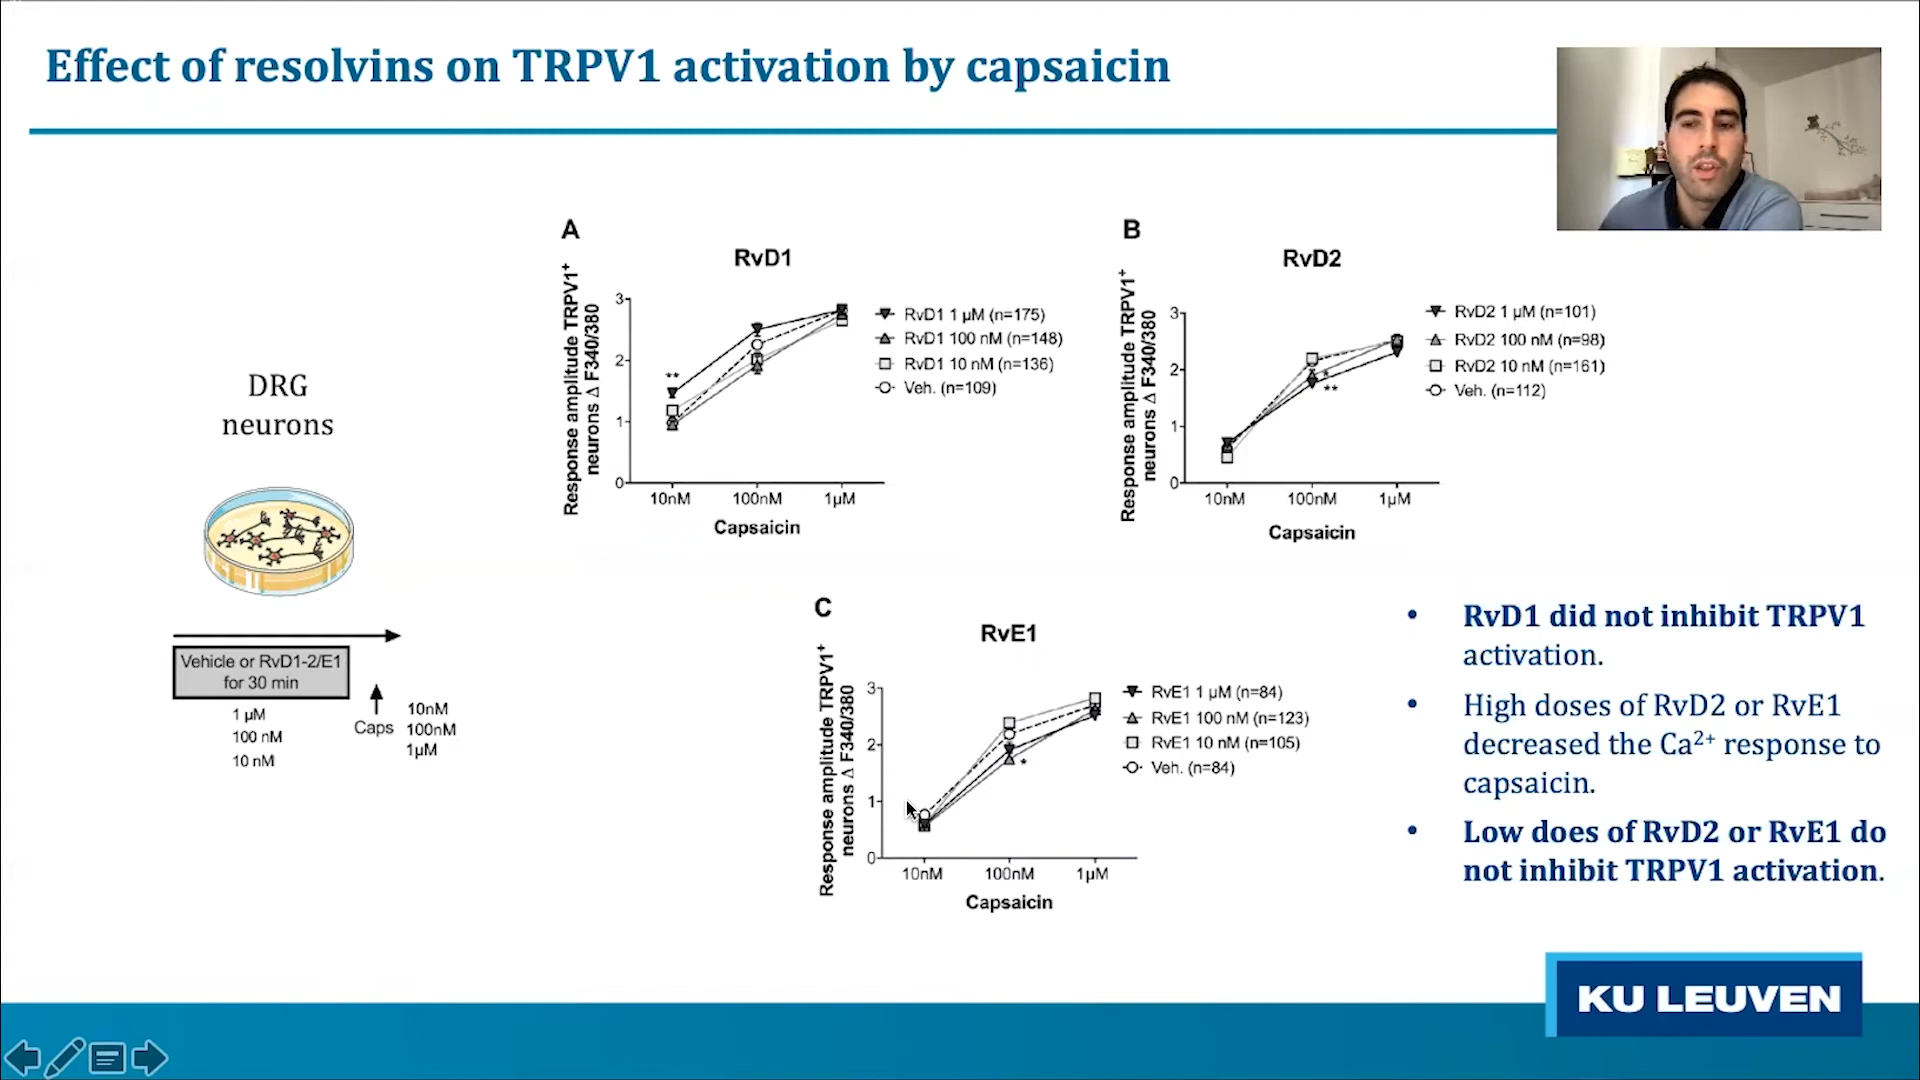 Effect of resolvins on TRPV1 activation by capsaicin
DRG
neurons
Vehicle or RvD1-2/E1
for 30 min
1 µM
100 nM
10 nM
Caps
10nM
100nM
1µM
A
RvD1
Response amplitude TRPV1⁺
neurons Δ F340/380
3
2
1
0
**
10nM
100nM
1µM
Capsaicin
RvD1 1 µM (n=175)
RvD1 100 nM (n=148)
RvD1 10 nM (n=136)
Veh. (n=109)
B
RvD2
Response amplitude TRPV1⁺
neurons Δ F340/380
3
2
1
0
*
**
10nM
100nM
1µM
Capsaicin
RvD2 1 µM (n=101)
RvD2 100 nM (n=98)
RvD2 10 nM (n=161)
Veh. (n=112)
C
RvE1
Response amplitude TRPV1⁺
neurons Δ F340/380
3
2
1
0
*
10nM
100nM
1µM
Capsaicin
RvE1 1 µM (n=84)
RvE1 100 nM (n=123)
RvE1 10 nM (n=105)
Veh. (n=84)
• RvD1 did not inhibit TRPV1
activation.
• High doses of RvD2 or RvE1
decreased the Ca²⁺ response to
capsaicin.
• Low does of RvD2 or RvE1 do
not inhibit TRPV1 activation.
KU LEUVEN